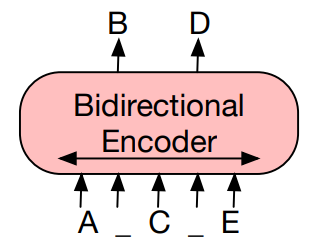 B D
Bidirectional
Encoder
A _ C _ E